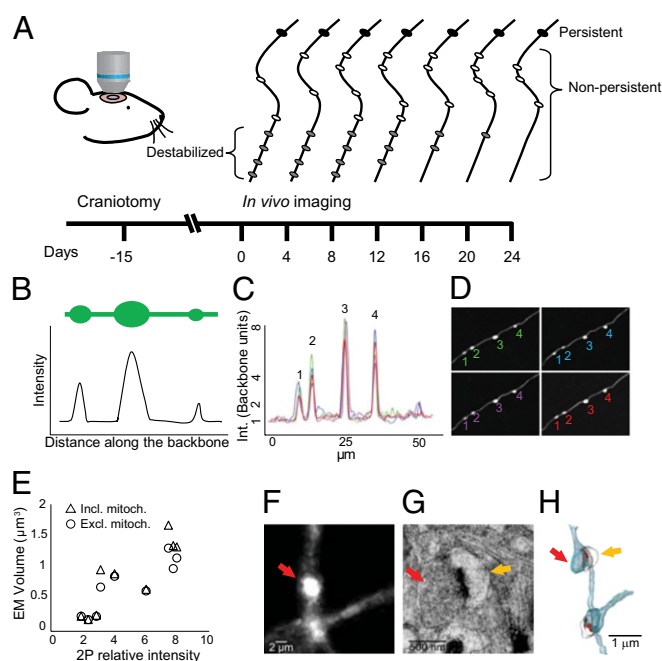 A
Persistent
Non-persistent
Destabilized
Craniotomy
In vivo imaging
Days
-15
0
4
8
12
16
20
24
B
Intensity
Distance along the backbone
C
Int. (Backbone units)
8
4
2
1
1
2
3
4
0
25
50
µm
D
1 2 3 4
1 2 3 4
1 2 3 4
1 2 3 4
E
EM Volume (µm³)
2
1.5
1
0.5
0
Incl. mitoch.
Excl. mitoch.
0 2 4 6 8 10
2P relative intensity
F
2 µm
G
500 nm
H
1 µm